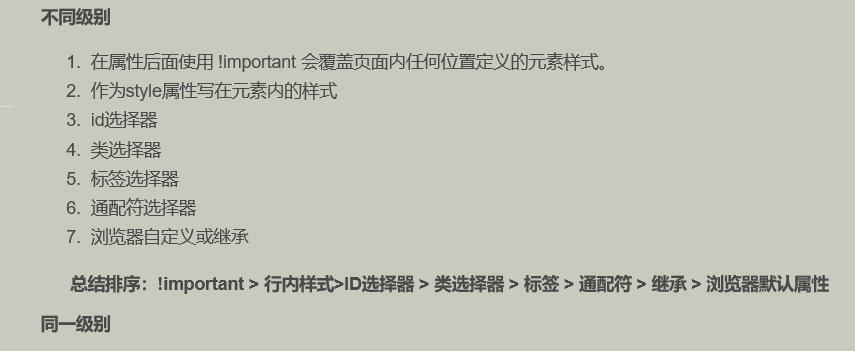 不同级别
1. 在属性后面使用 !important 会覆盖页面内任何位置定义的元素样式。
2. 作为style属性写在元素内的样式
3. id选择器
4. 类选择器
5. 标签选择器
6. 通配符选择器
7. 浏览器自定义或继承
总结排序：!important > 行内样式>ID选择器 > 类选择器 > 标签 > 通配符 > 继承 > 浏览器默认属性
同一级别